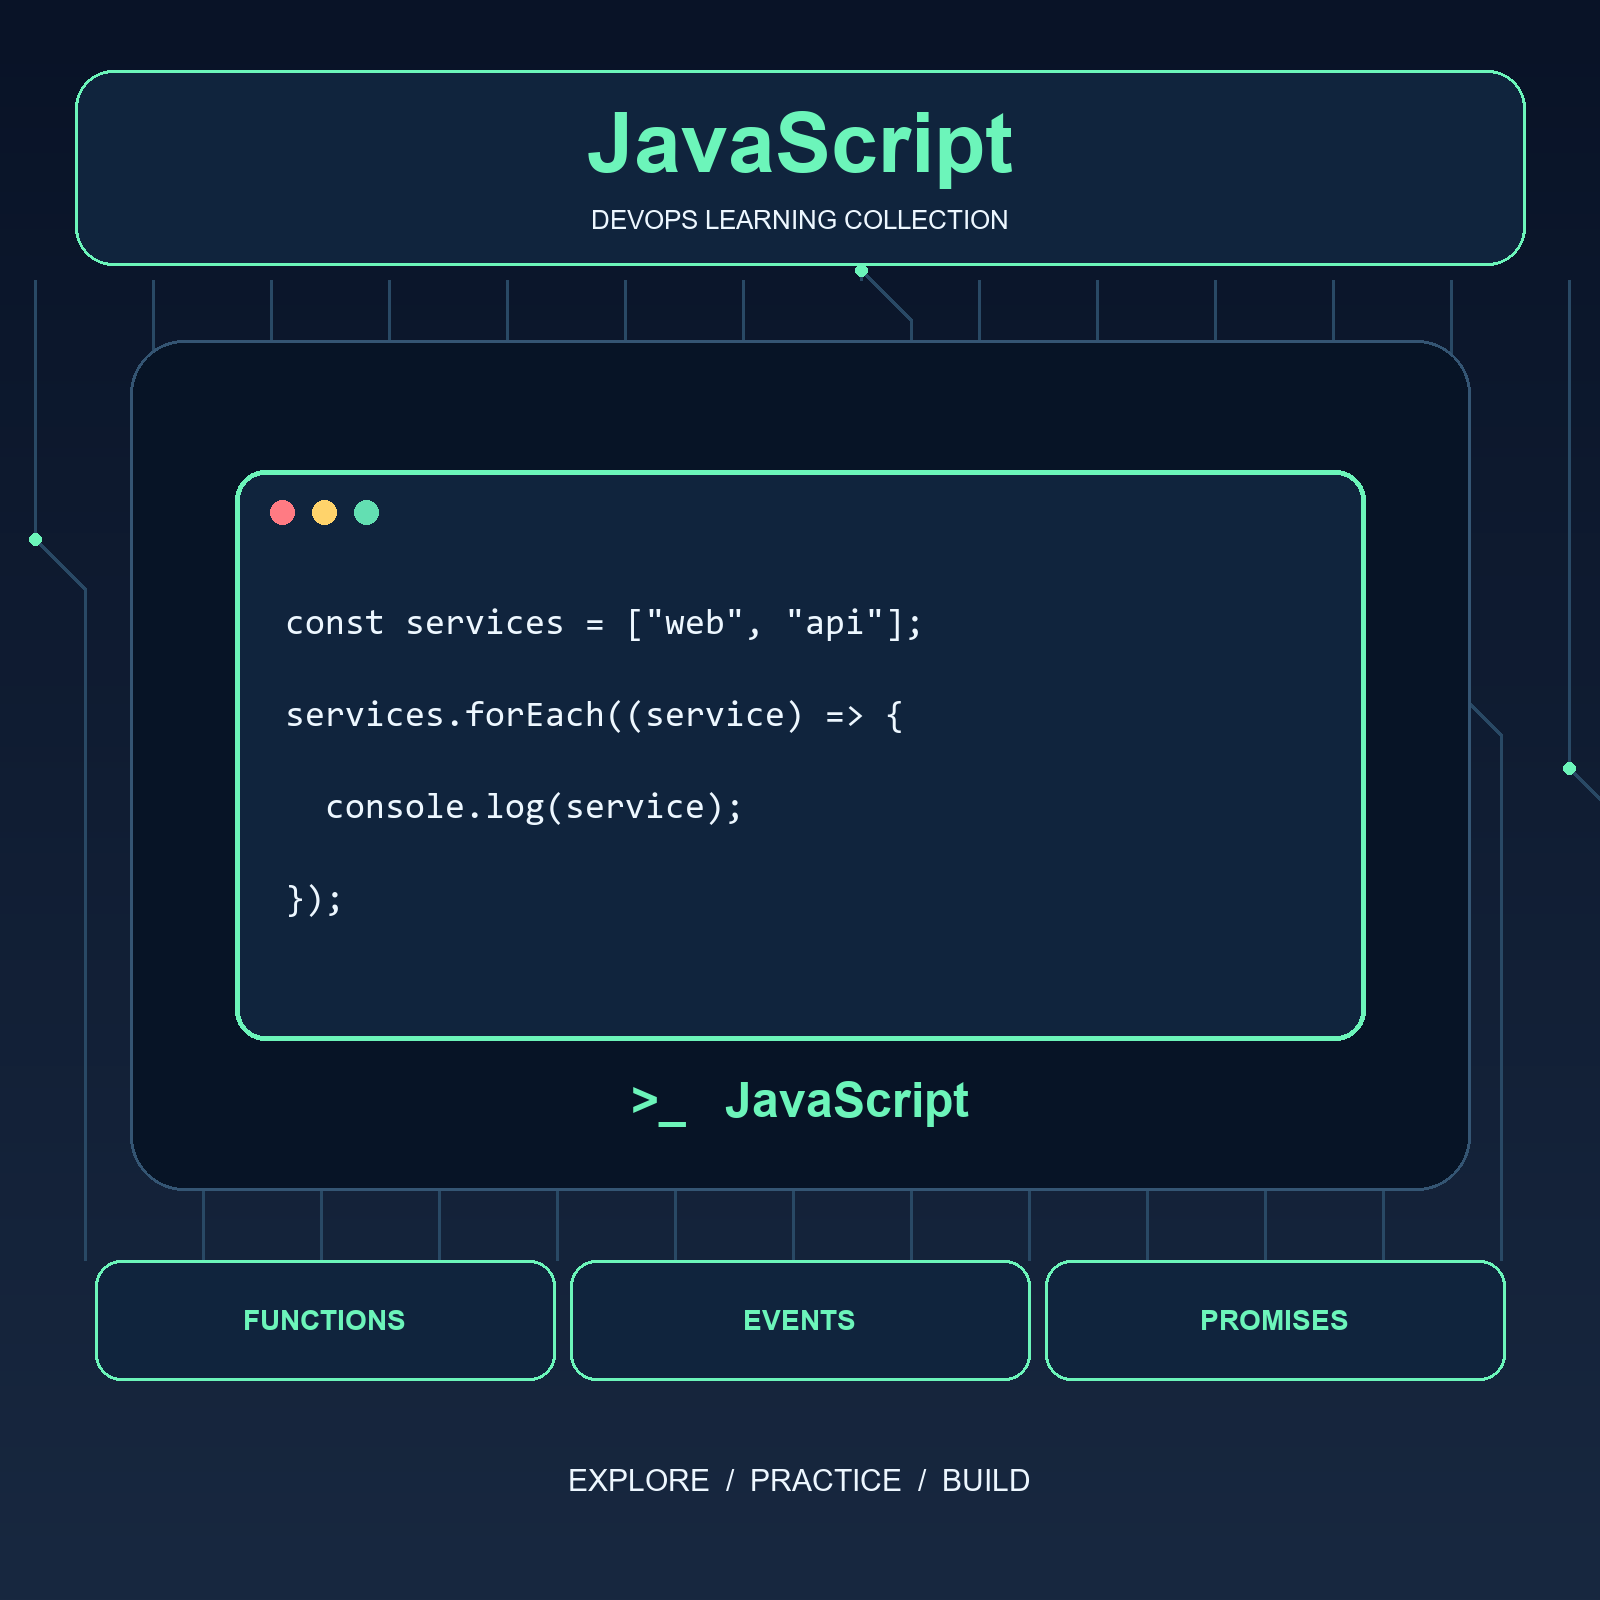 JavaScript
DEVOPS LEARNING COLLECTION
const services = ["web", "api"];
services.forEach((service) => {
  console.log(service);
});
>_ JavaScript
FUNCTIONS
EVENTS
PROMISES
EXPLORE / PRACTICE / BUILD